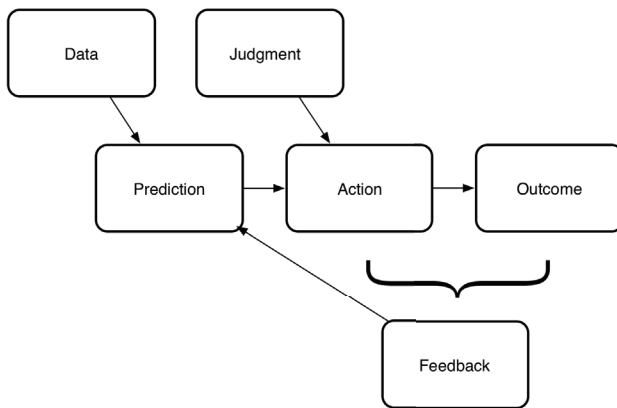 Data
Judgment
Prediction
Action
Outcome
Feedback